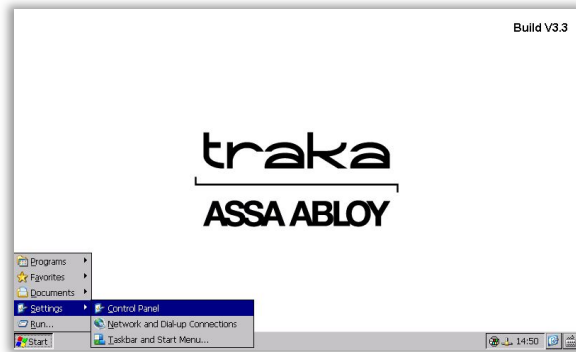 Build V3.3
traka
ASSA ABLOY
Programs
Favorites
Documents
Settings
Control Panel
Network and Dial-up Connections
Run...
Taskbar and Start Menu...
Start
14:50